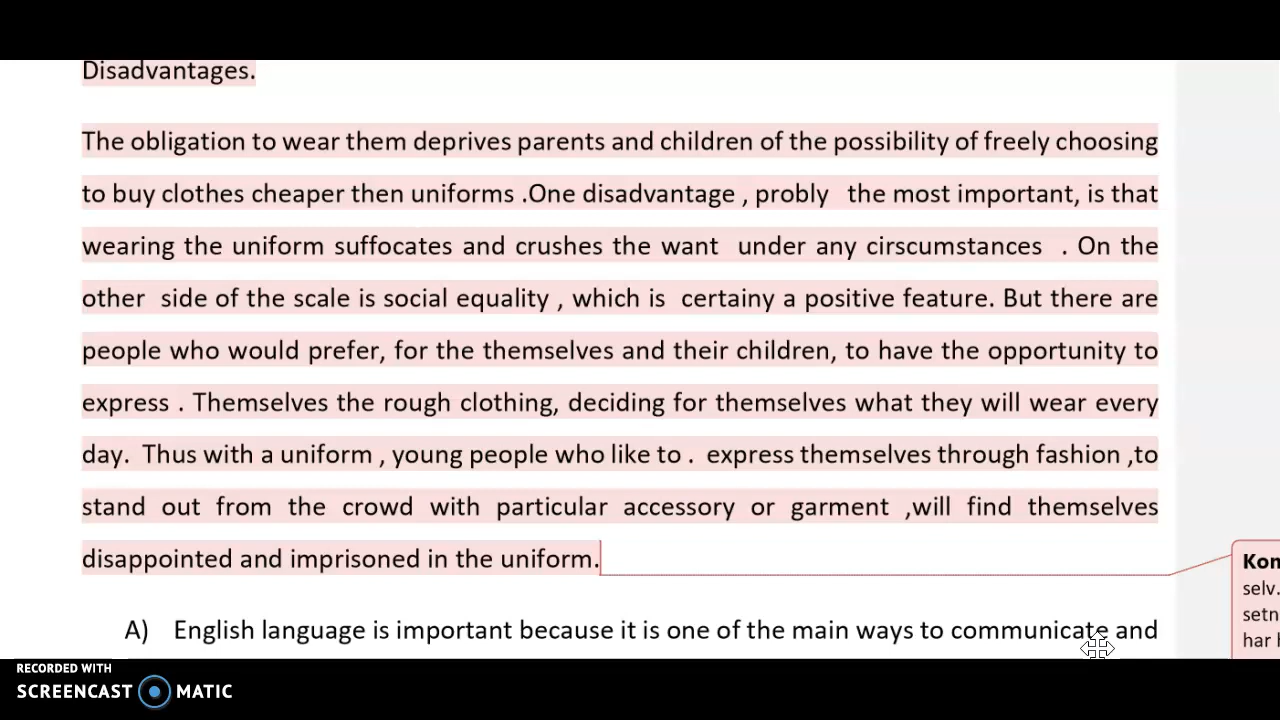 Disadvantages.
The obligation to wear them deprives parents and children of the possibility of freely choosing
to buy clothes cheaper then uniforms .One disadvantage , probly   the most important, is that
wearing the uniform suffocates and crushes the want  under any cirscumstances  . On the
other  side of the scale is social equality , which is  certainy a positive feature. But there are
people who would prefer, for the themselves and their children, to have the opportunity to
express . Themselves the rough clothing, deciding for themselves what they will wear every
day.  Thus with a uniform , young people who like to .  express themselves through fashion ,to
stand out from the crowd with particular accessory or garment ,will find themselves
disappointed and imprisoned in the uniform.
Kon
selv.
setn
har
A) English language is important because it is one of the main ways to communicate and
RECORDED WITH
SCREENCAST MATIC